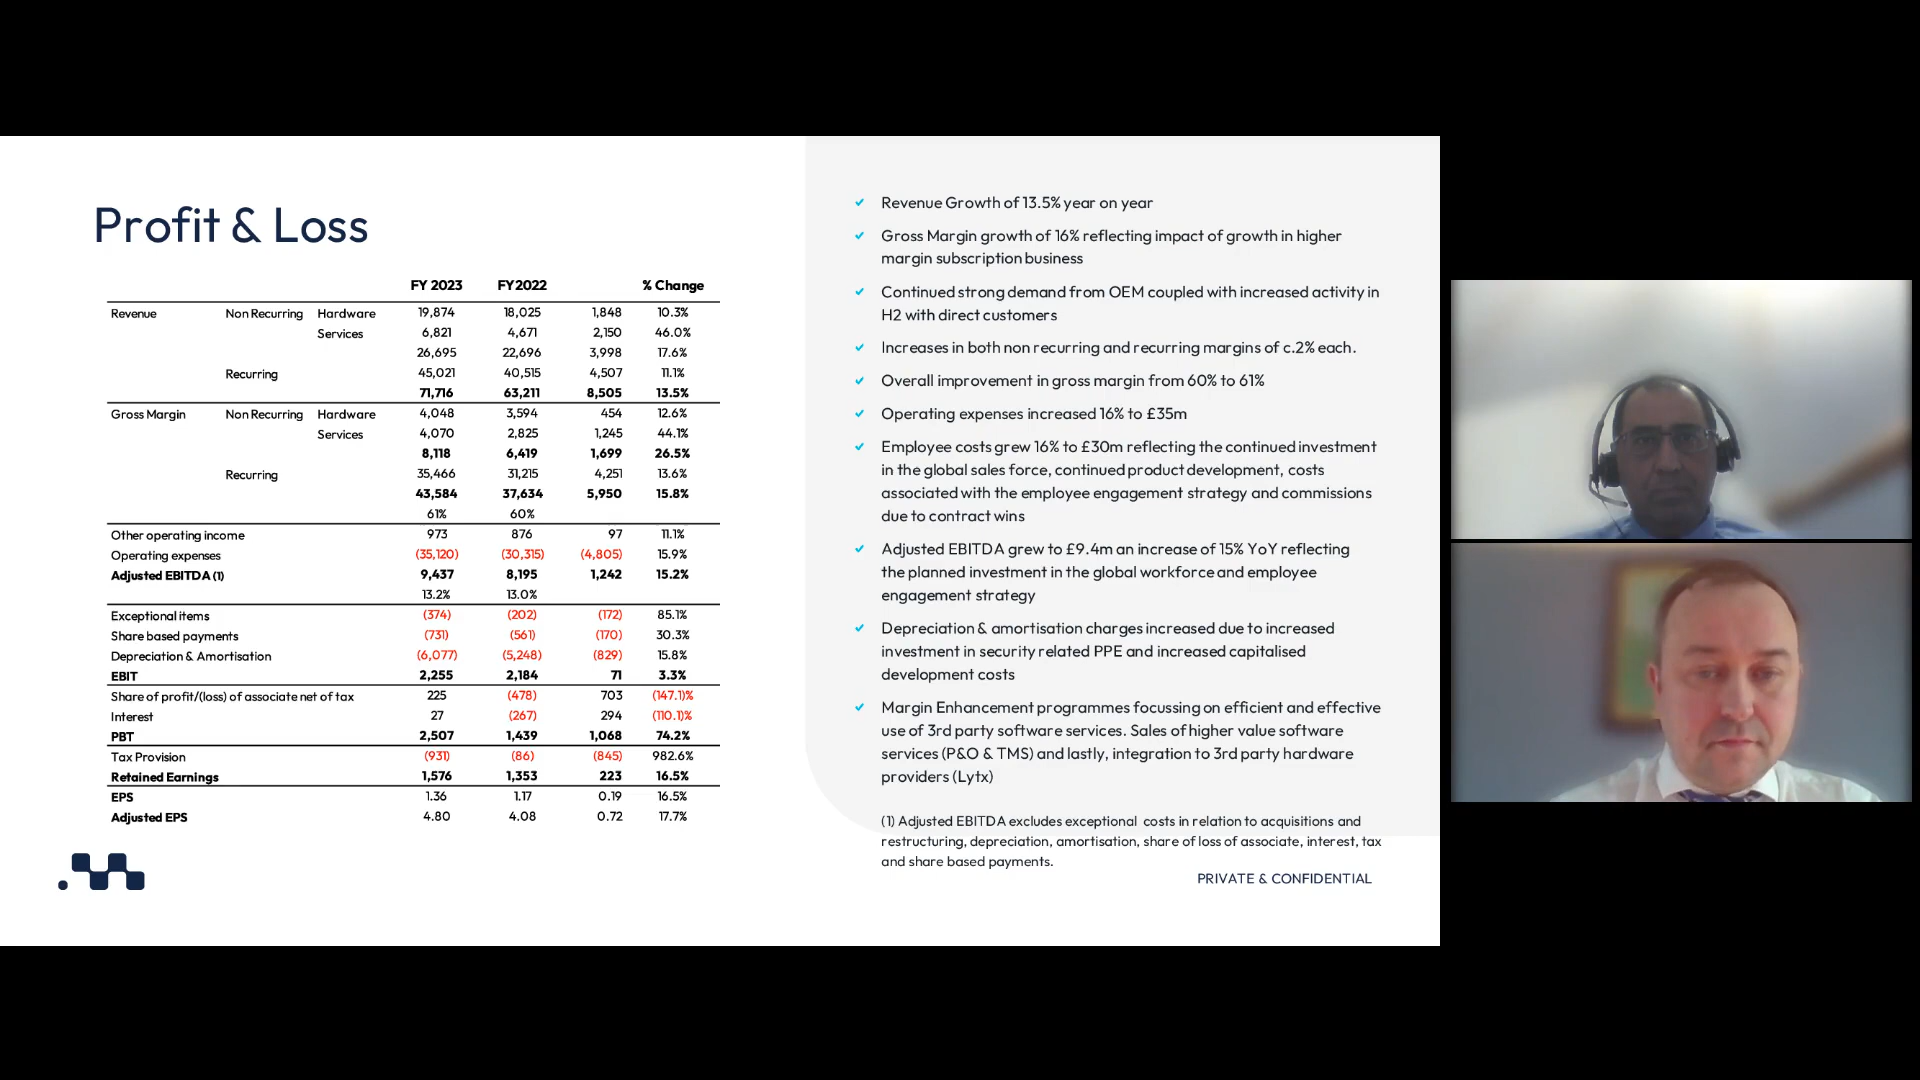 Profit & Loss
FY 2023 FY2022 % Change
Revenue Non Recurring Hardware 19,874 18,025 1,848 10.3%
Services 6,821 4,671 2,150 46.0%
26,695 22,696 3,998 17.6%
Recurring 45,021 40,515 4,507 11.1%
71,716 63,211 8,505 13.5%
Gross Margin Non Recurring Hardware 4,048 3,594 454 12.6%
Services 4,070 2,825 1,245 44.1%
8,118 6,419 1,699 26.5%
Recurring 35,466 31,215 4,251 13.6%
43,584 37,634 5,950 15.8%
61% 60%
Other operating income 973 876 97 11.1%
Operating expenses (35,120) (30,315) (4,805) 15.9%
Adjusted EBITDA (1) 9,437 8,195 1,242 15.2%
13.2% 13.0%
Exceptional items (374) (202) (172) 85.1%
Share based payments (731) (561) (170) 30.3%
Depreciation & Amortisation (6,077) (5,248) (829) 15.8%
EBIT 2,255 2,184 71 3.3%
Share of profit/(loss) of associate net of tax 225 (478) 703 (147.1)%
Interest 27 (267) 294 (110.1)%
PBT 2,507 1,439 1,068 74.2%
Tax Provision (931) (86) (845) 982.6%
Retained Earnings 1,576 1,353 223 16.5%
EPS 1.36 1.17 0.19 16.5%
Adjusted EPS 4.80 4.08 0.72 17.7%
Revenue Growth of 13.5% year on year
Gross Margin growth of 16% reflecting impact of growth in higher
margin subscription business
Continued strong demand from OEM coupled with increased activity in
H2 with direct customers
Increases in both non recurring and recurring margins of c.2% each.
Overall improvement in gross margin from 60% to 61%
Operating expenses increased 16% to £35m
Employee costs grew 16% to £30m reflecting the continued investment
in the global sales force, continued product development, costs
associated with the employee engagement strategy and commissions
due to contract wins
Adjusted EBITDA grew to £9.4m an increase of 15% YoY reflecting
the planned investment in the global workforce and employee
engagement strategy
Depreciation & amortisation charges increased due to increased
investment in security related PPE and increased capitalised
development costs
Margin Enhancement programmes focussing on efficient and effective
use of 3rd party software services. Sales of higher value software
services (P&O & TMS) and lastly, integration to 3rd party hardware
providers (Lytx)
(1) Adjusted EBITDA excludes exceptional costs in relation to acquisitions and
restructuring, depreciation, amortisation, share of loss of associate, interest, tax
and share based payments.
PRIVATE & CONFIDENTIAL